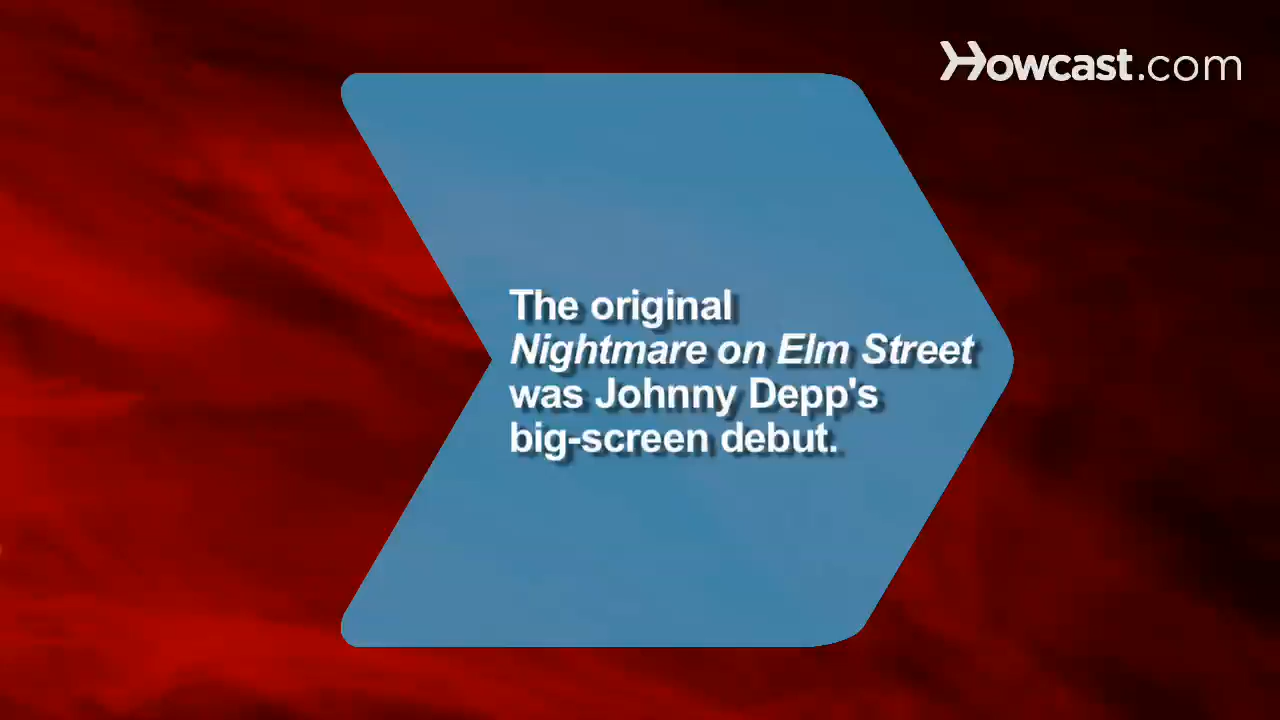 Howcast.com
The original
Nightmare on Elm Street
was Johnny Depp's
big-screen debut.